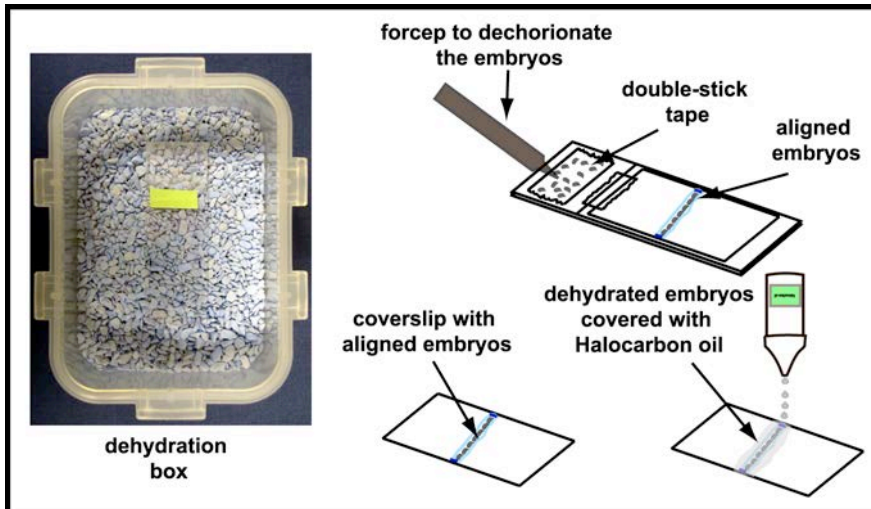 forcep to dechorionate
the embryos
double-stick
tape
aligned
embryos
dehydration
box
coverslip with
aligned embryos
dehydrated embryos
covered with
Halocarbon oil